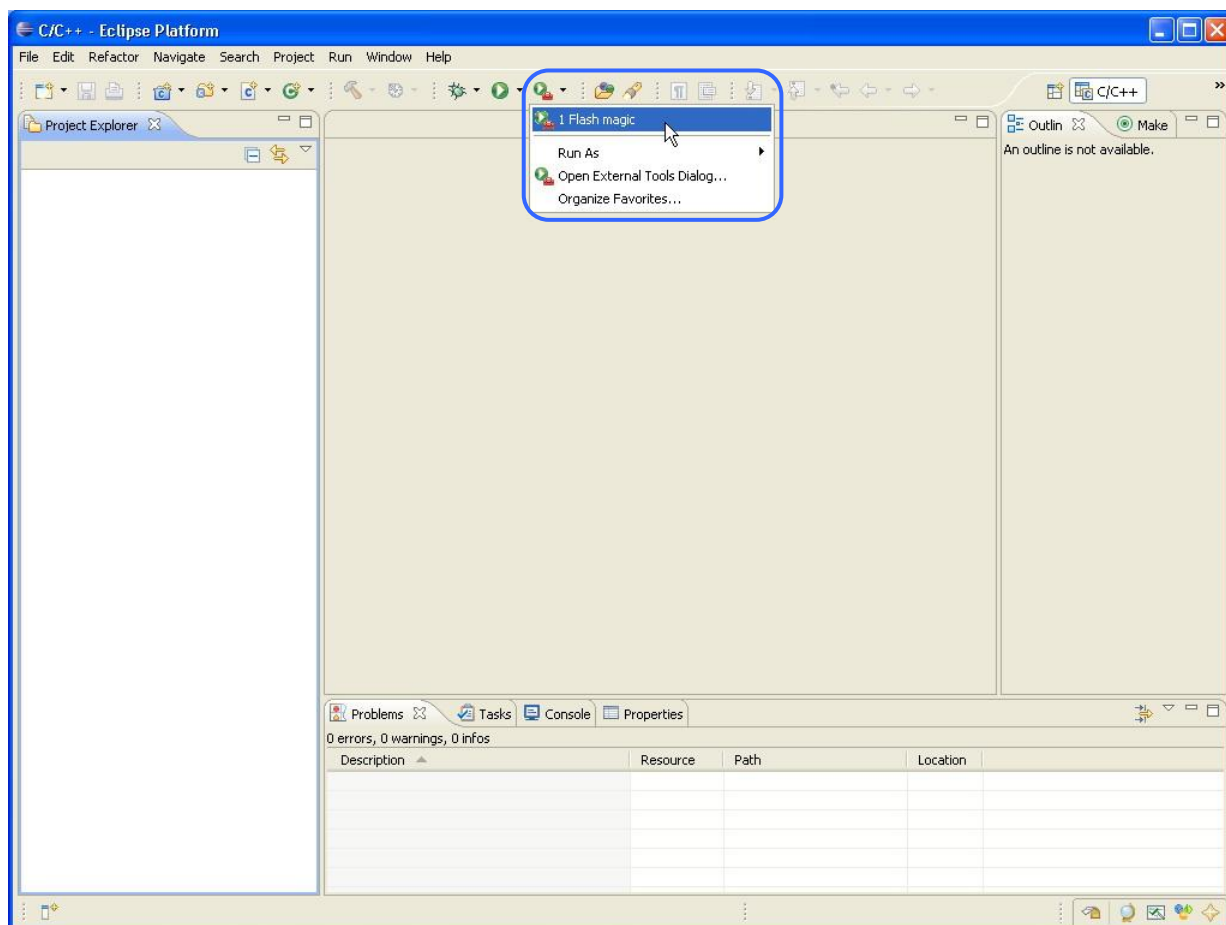 C/C++ - Eclipse Platform
File Edit Refactor Navigate Search Project Run Window Help
C/C++
Project Explorer
1 Flash magic
Run As
Open External Tools Dialog...
Organize Favorites...
Outlin
Make
An outline is not available.
Problems Tasks Console Properties
0 errors, 0 warnings, 0 infos
Description Resource Path Location